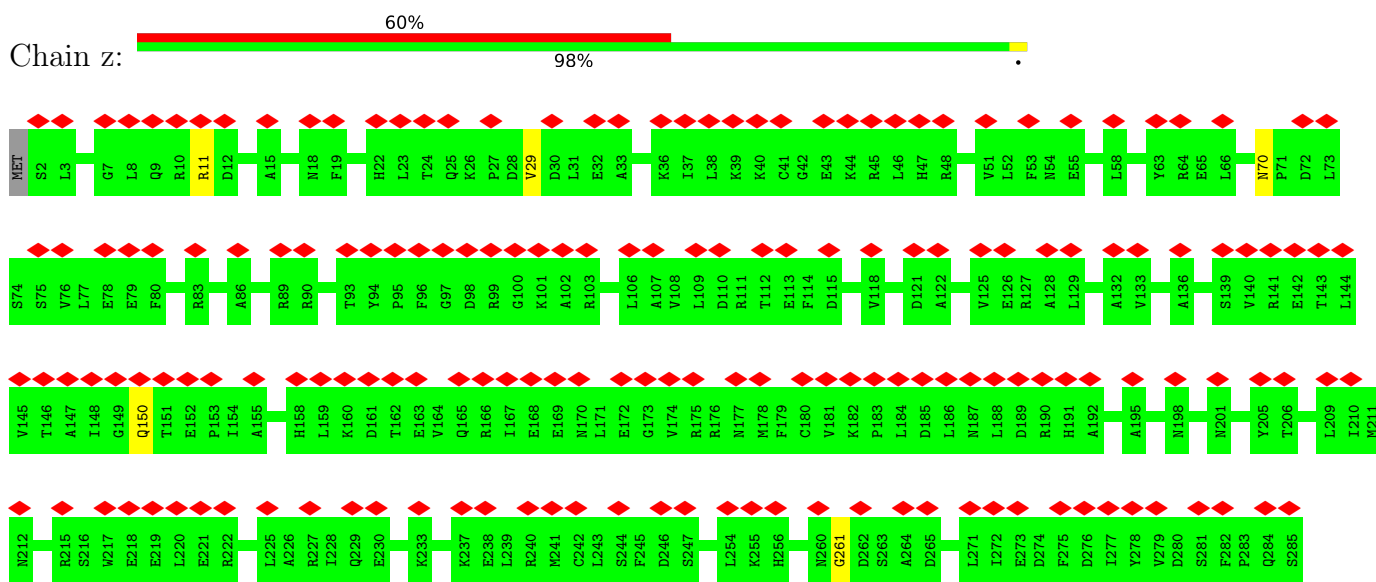 60%
Chain z:
98%
.
MET S2 L3 G7 L8 Q9 R10 R11 D12 A15 N18 F19 H22 L23 T24 Q25 K26 P27 D28 V29 D30 L31 E32 A33 K36 I37 L38 K39 K40 C41 G42 E43 K44 R45 L46 H47 R48 V51 L52 F53 N54 E55 L58 Y63 R64 E65 L66 N70 P71 D72 L73
S74 S75 V76 L77 E78 E79 F80 R83 A86 R89 R90 T93 Y94 P95 F96 G97 D98 R99 G100 K101 A102 R103 L106 A107 V108 L109 D110 R111 T112 E113 F114 D115 V118 D121 A122 V125 E126 R127 A128 L129 A132 V133 A136 S139 V140 R141 E142 T143 L144
V145 T146 A147 I148 G149 Q150 T151 E152 P153 I154 A155 H158 L159 K160 D161 T162 E163 V164 Q165 R166 I167 E168 E169 N170 L171 E172 G173 V174 R175 R176 N177 M178 F179 C180 V181 K182 P183 L184 D185 L186 N187 L188 D189 R190 H191 A192 A195 N198 N201 Y205 T206 L209 I210 M211
N212 R215 S216 W217 E218 E219 L220 E221 R222 L225 A226 R227 I228 Q229 E230 K233 K237 E238 L239 R240 M241 C242 L243 S244 F245 D246 S247 L254 K255 H256 N260 G261 D262 S263 A264 D265 L271 I272 E273 D274 F275 D276 I277 Y278 V279 D280 S281 F282 P283 Q284 S285